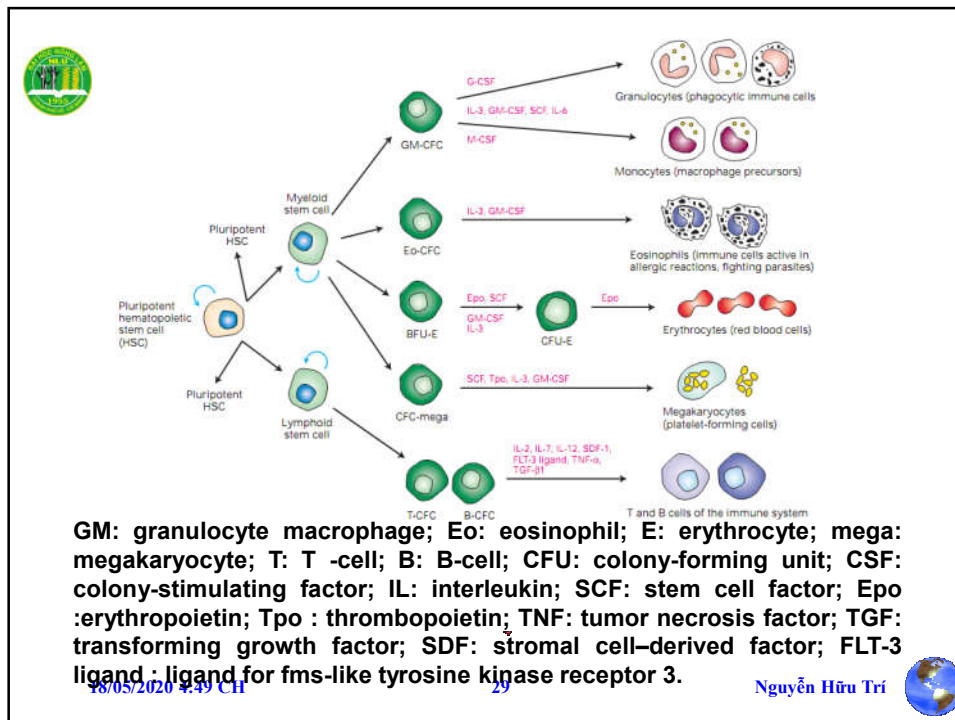 ĐẠI HỌC NÔNG LÂM
NLU
1955
G-CSF
Granulocytes (phagocytic immune cells
IL-3, GM-CSF, SCF, IL-6
GM-CFC
M-CSF
Monocytes (macrophage precursors)
Myeloid
stem cell
IL-3, GM-CSF
Pluripotent
HSC
Eo-CFC
Eosinophils (immune cells active in
allergic reactions, fighting parasites)
Pluripotent
hematopoietic
stem cell
(HSC)
Epo, SCF
GM-CSF
IL-3
Epo
BFU-E
CFU-E
Erythrocytes (red blood cells)
SCF, Tpo, IL-3, GM-CSF
Pluripotent
HSC
CFC-mega
Megakaryocytes
(platelet-forming cells)
Lymphoid
stem cell
IL-2, IL-7, IL-12, SDF-1,
FLT-3 ligand, TNF-α,
TGF-β1
T-CFC
B-CFC
T and B cells of the immune system
GM: granulocyte macrophage; Eo: eosinophil; E: erythrocyte; mega:
megakaryocyte; T: T -cell; B: B-cell; CFU: colony-forming unit; CSF:
colony-stimulating factor; IL: interleukin; SCF: stem cell factor; Epo
:erythropoietin; Tpo : thrombopoietin; TNF: tumor necrosis factor; TGF:
transforming growth factor; SDF: stromal cell–derived factor; FLT-3
ligand : ligand for fms-like tyrosine kinase receptor 3.
18/05/2020 4:49 CH
29
Nguyễn Hữu Trí